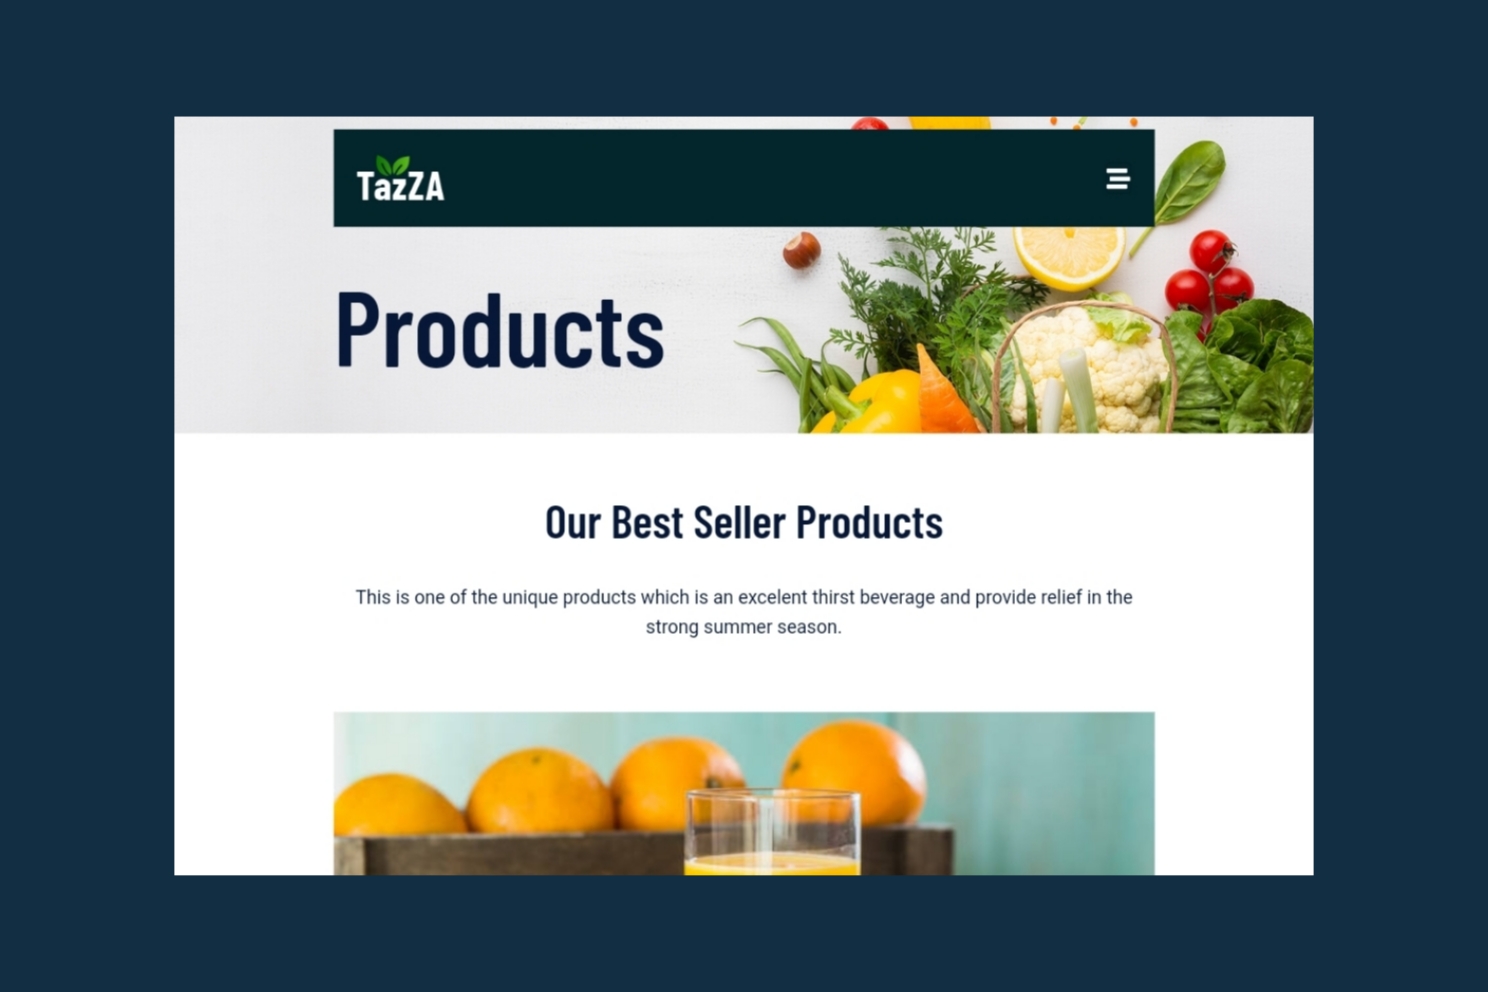 TazZA
Products
Our Best Seller Products
This is one of the unique products which is an excelent thirst beverage and provide relief in the
strong summer season.